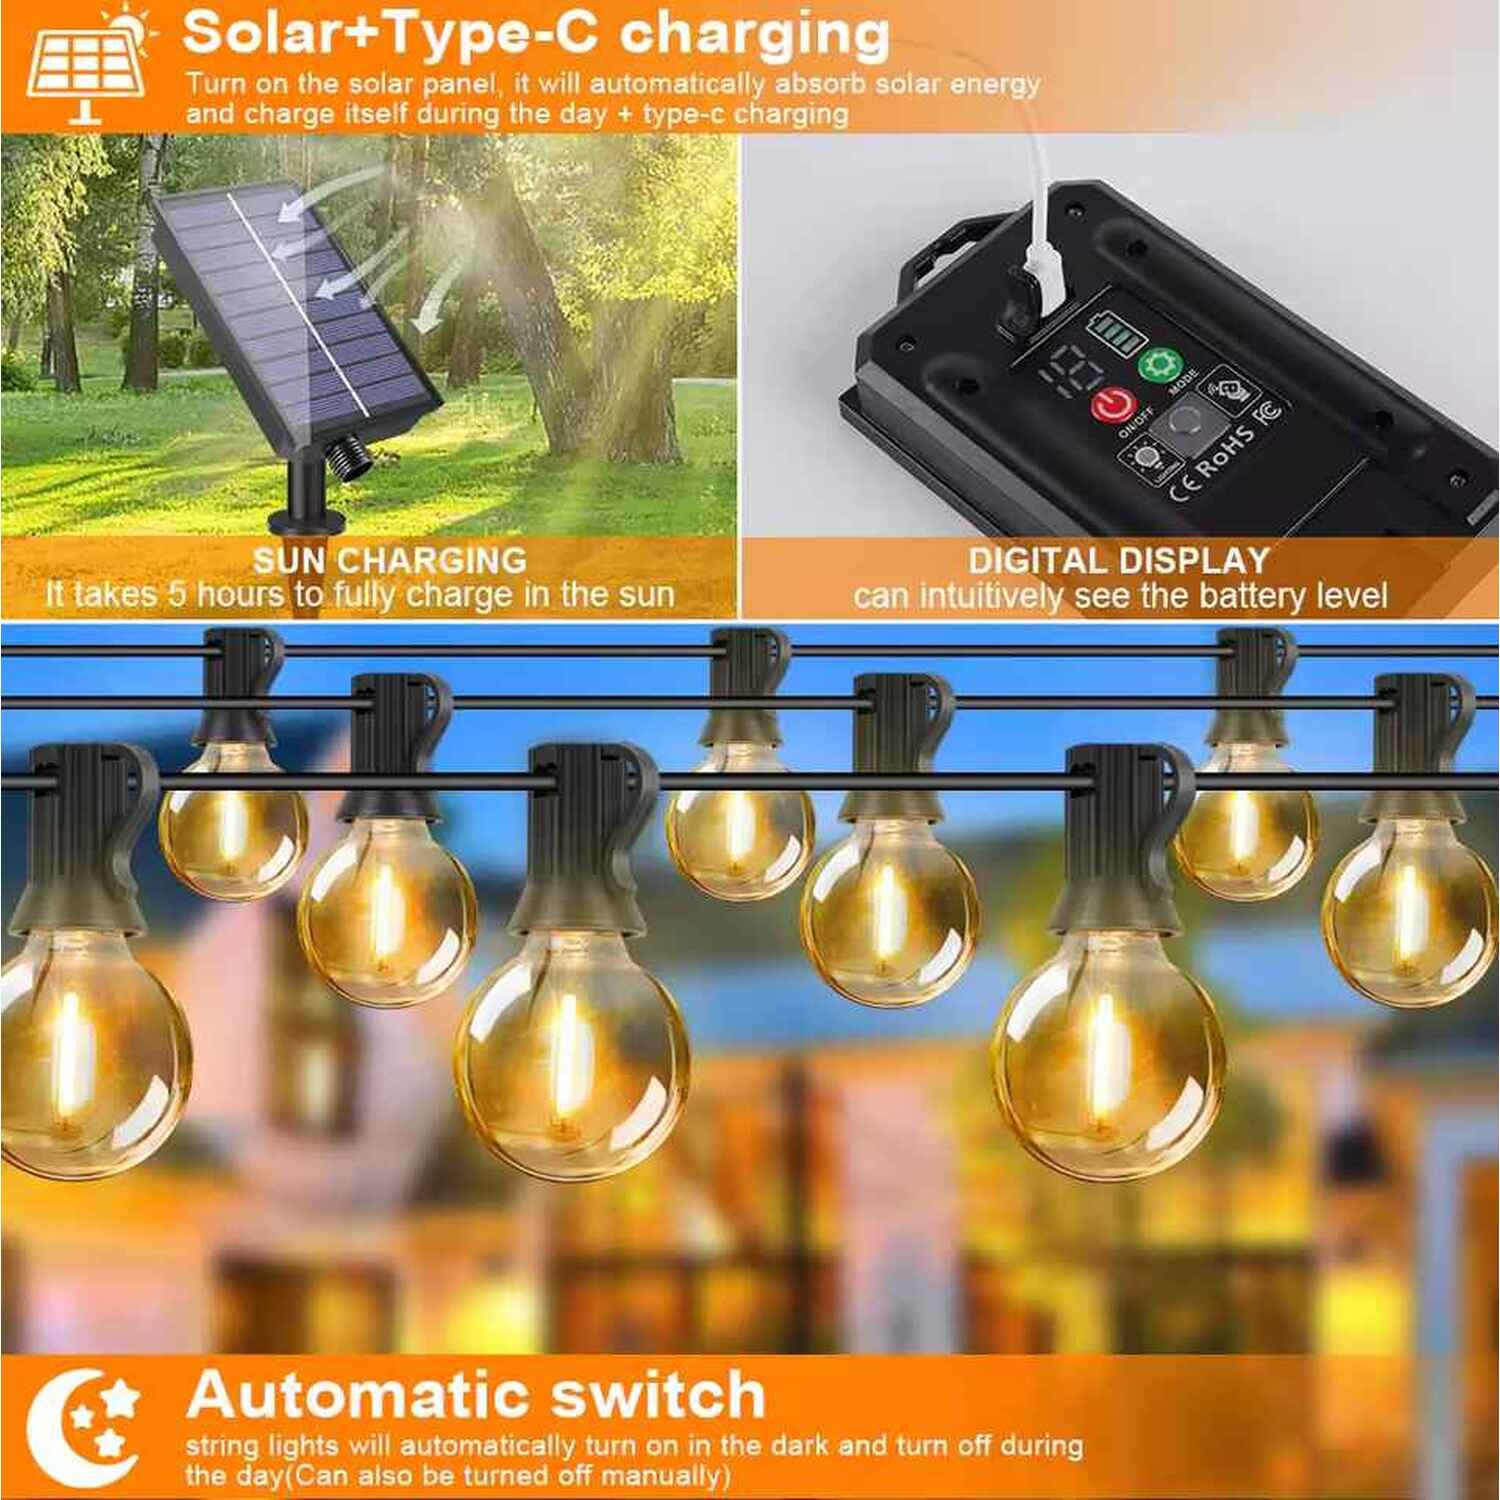 Solar+Type-C charging
Turn on the solar panel, it will automatically absorb solar energy
and charge itself during the day + type-c charging
SUN CHARGING
It takes 5 hours to fully charge in the sun
MODE
ON/OFF
LIGHTING
CE RoHS FC
DIGITAL DISPLAY
can intuitively see the battery level
Automatic switch
string lights will automatically turn on in the dark and turn off during
the day(Can also be turned off manually)